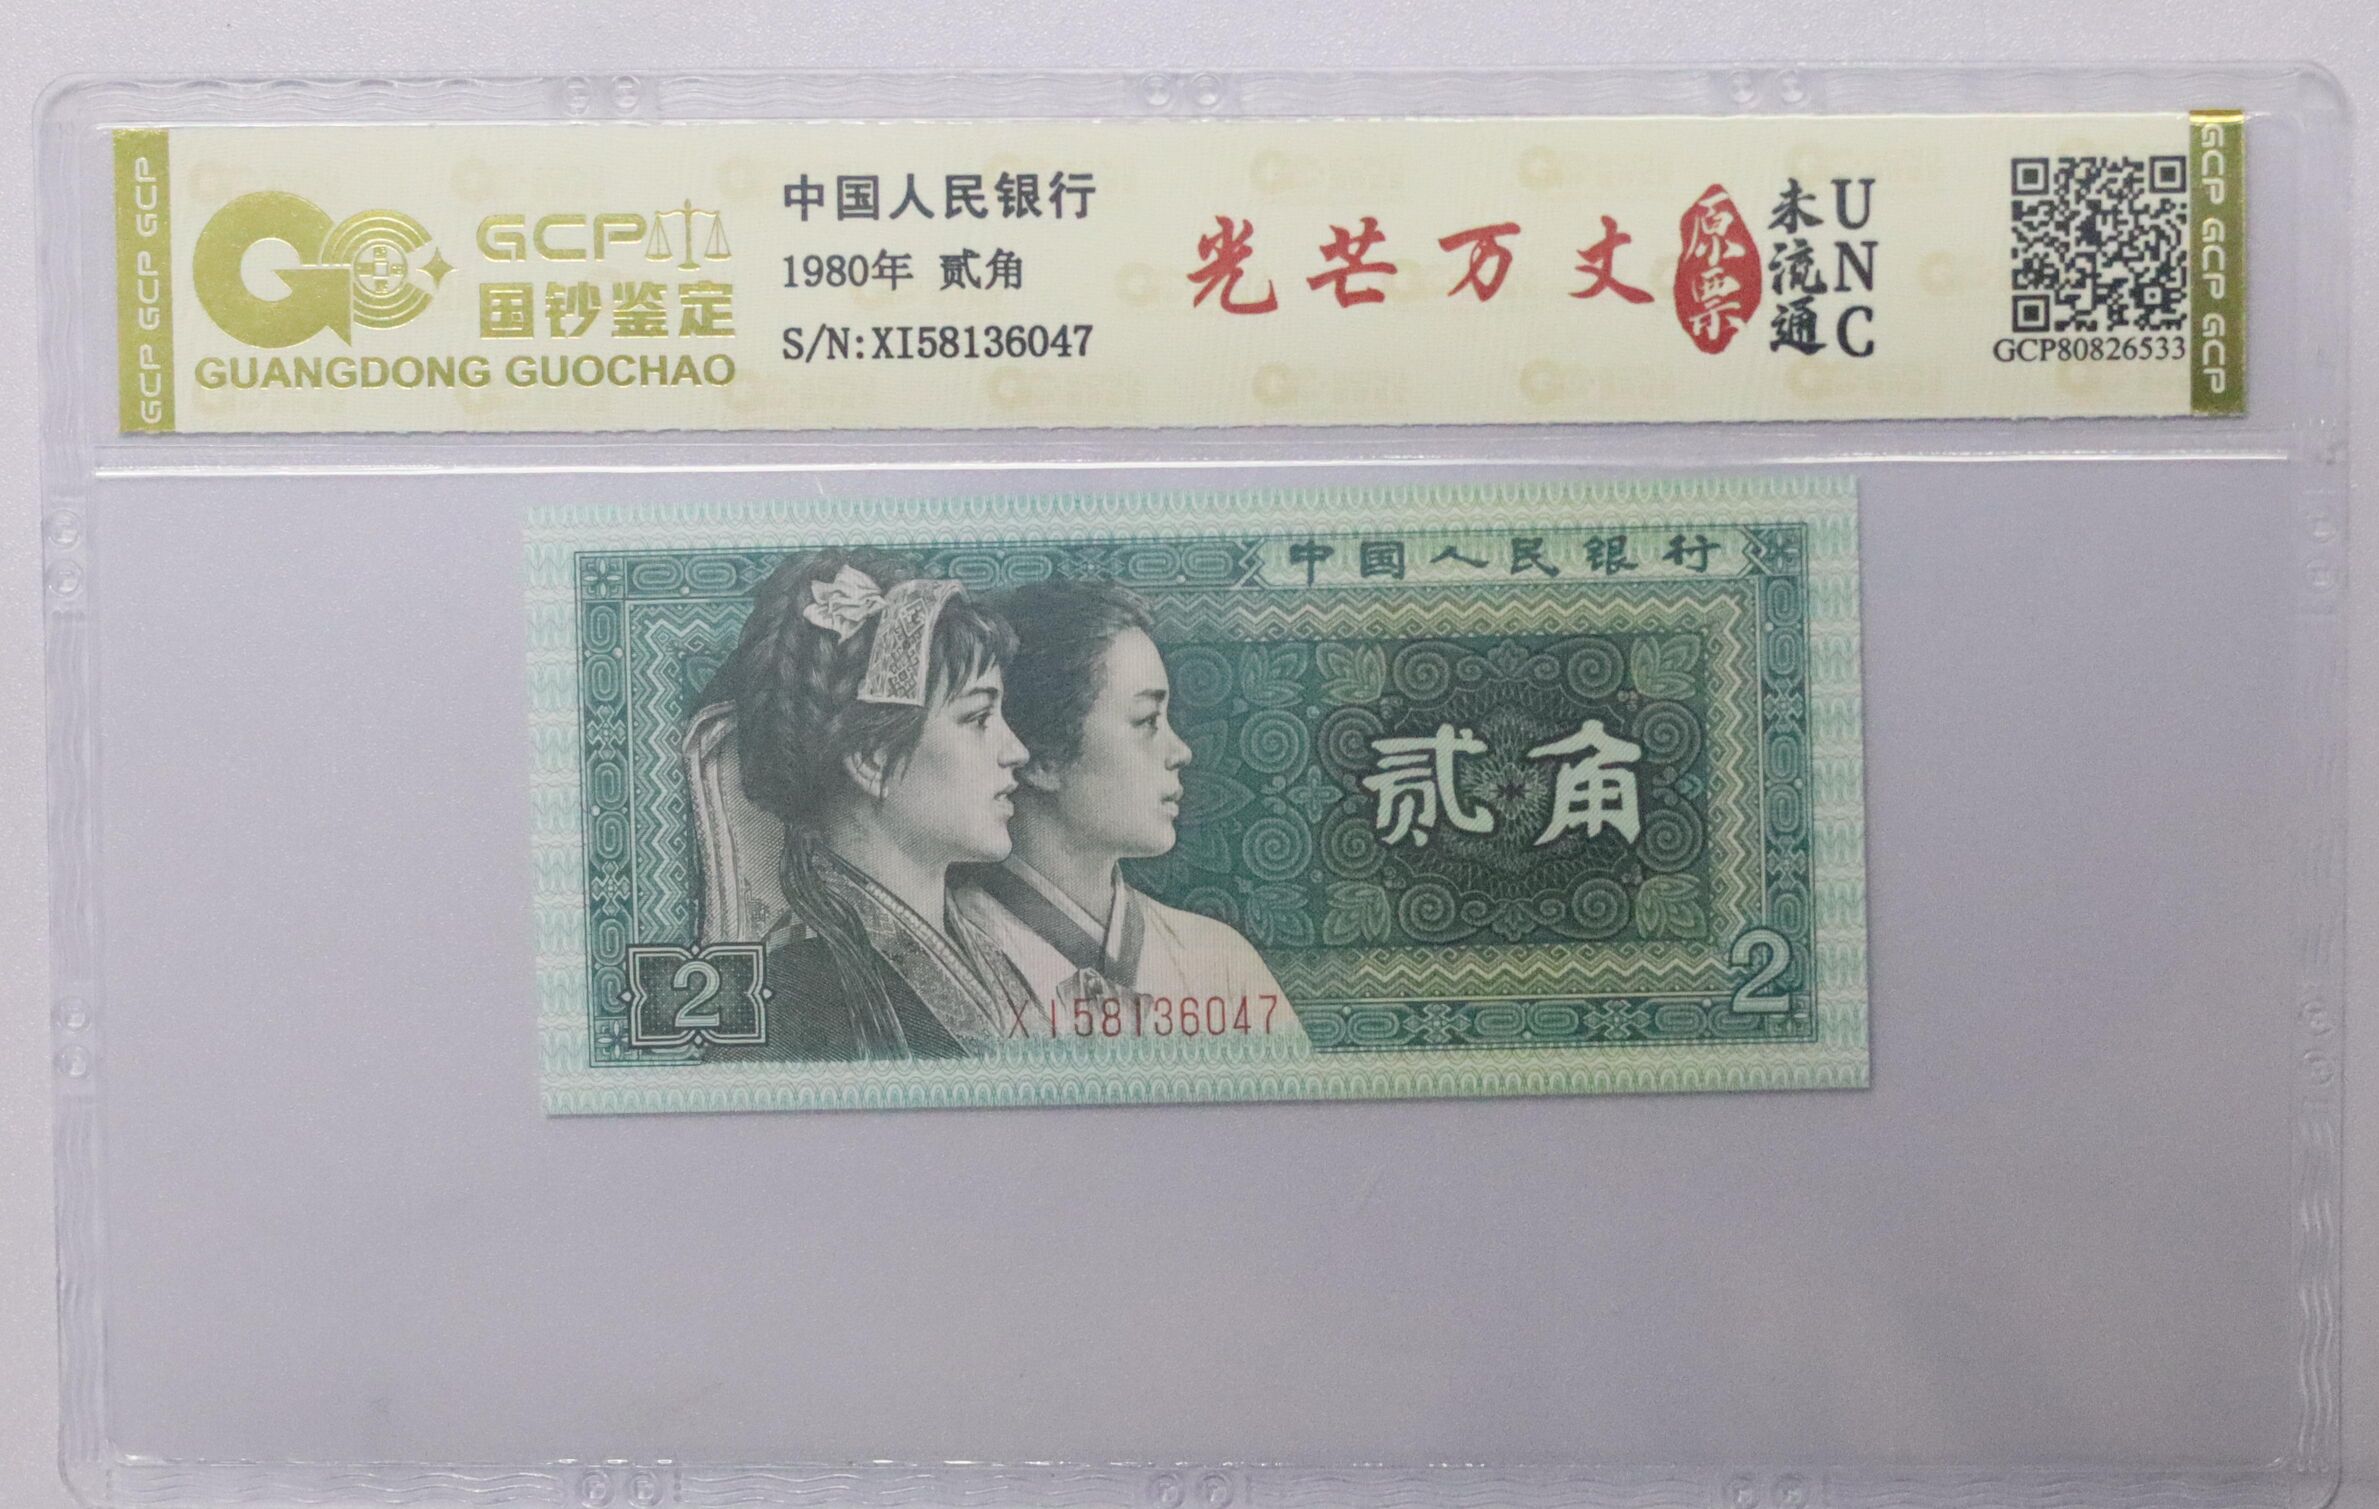 GCP GCP GCP
GCP
国钞鉴定
GUANGDONG GUOCHAO
中国人民银行
1980年 贰角
S/N:XI58136047
光芒万丈
原票
未流通
UNC
GCP80826533
GCP GCP GCP
中国人民银行
贰角
2
2
XI58136047